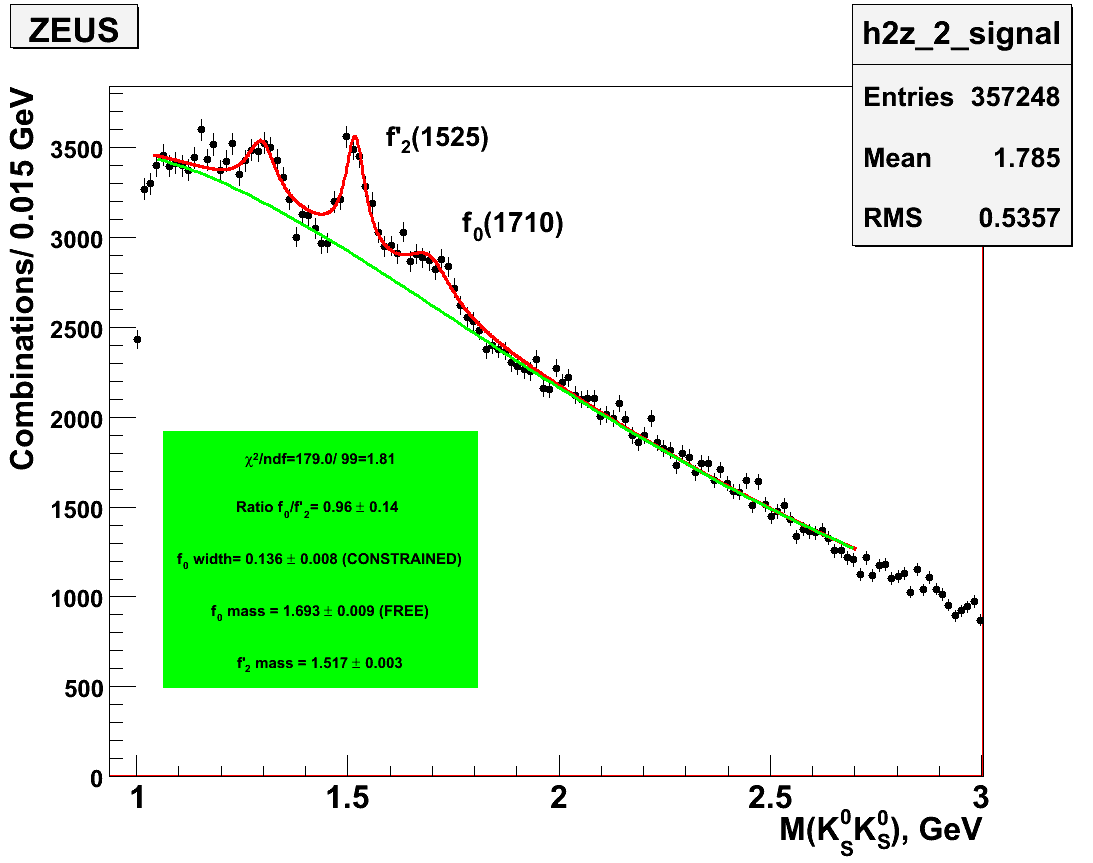 ZEUS
h2z_2_signal
Entries 357248
Mean 1.785
RMS 0.5357
Combinations/ 0.015 GeV
3500
3000
2500
2000
1500
1000
500
0
f'₂(1525)
f₀(1710)
χ²/ndf=179.0/ 99=1.81
Ratio f₀/f'₂= 0.96 ± 0.14
f₀ width= 0.136 ± 0.008 (CONSTRAINED)
f₀ mass = 1.693 ± 0.009 (FREE)
f'₂ mass = 1.517 ± 0.003
1 1.5 2 2.5 3
M(K⁰_S K⁰_S), GeV